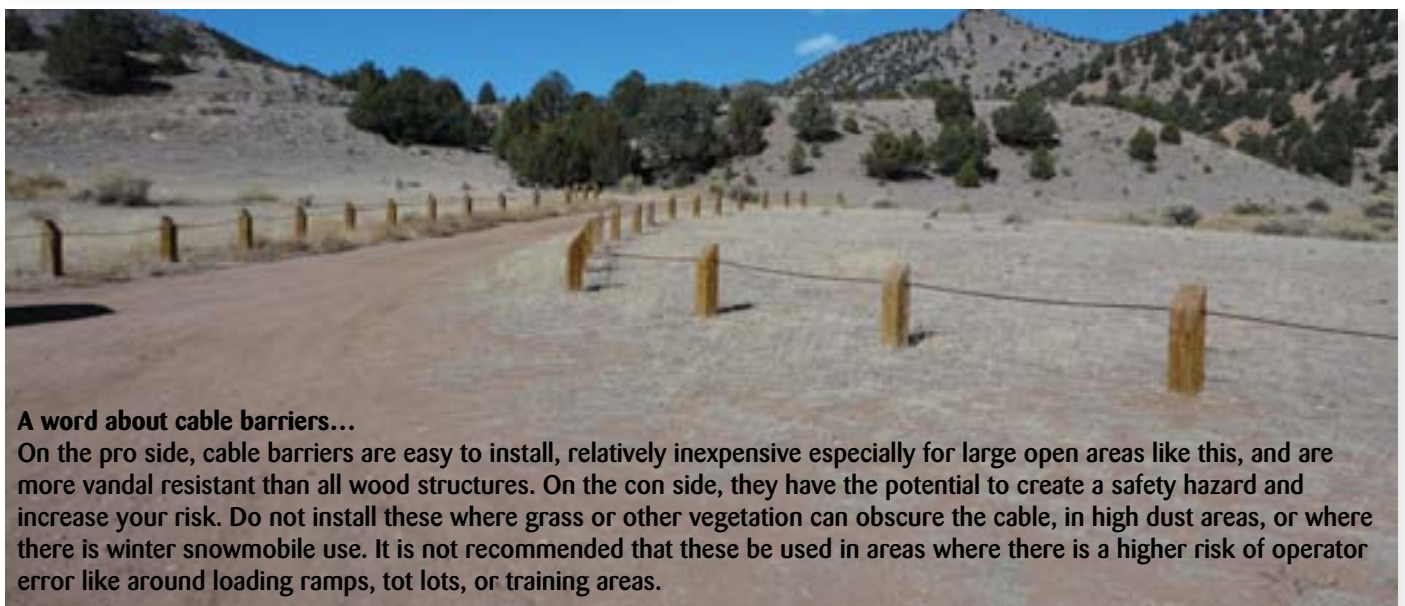 A word about cable barriers...
On the pro side, cable barriers are easy to install, relatively inexpensive especially for large open areas like this, and are
more vandal resistant than all wood structures. On the con side, they have the potential to create a safety hazard and
increase your risk. Do not install these where grass or other vegetation can obscure the cable, in high dust areas, or where
there is winter snowmobile use. It is not recommended that these be used in areas where there is a higher risk of operator
error like around loading ramps, tot lots, or training areas.